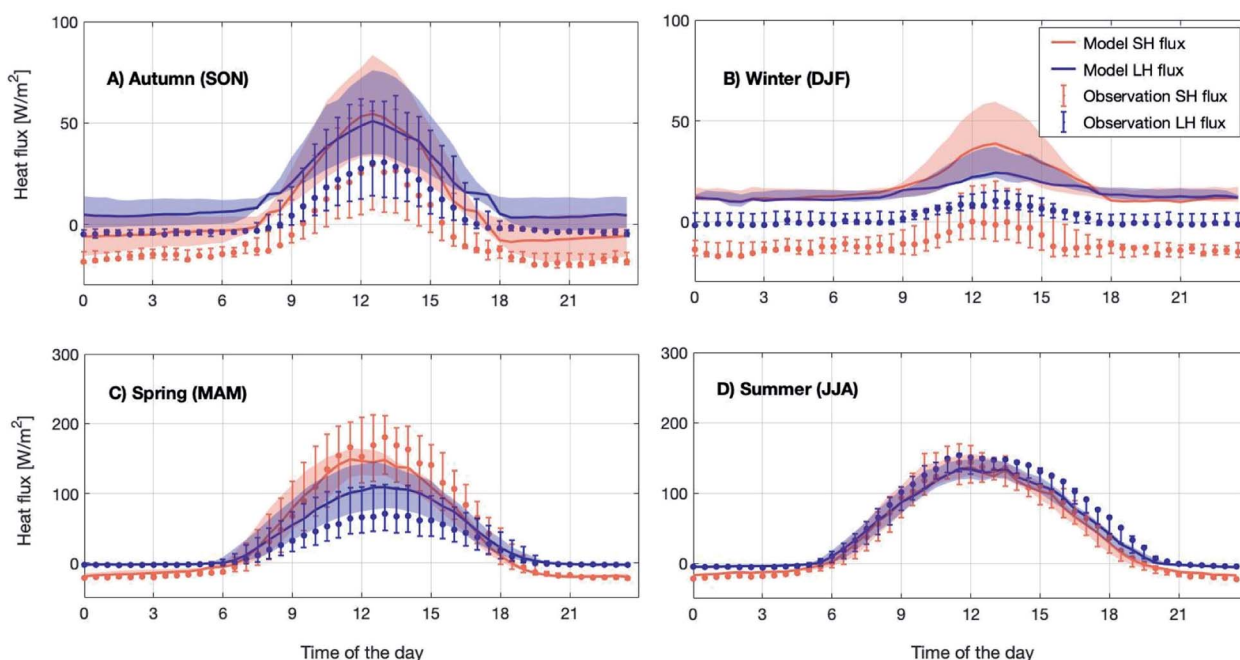 100
50
0
Heat flux [W/m²]
A) Autumn (SON)
0 3 6 9 12 15 18 21
100
50
0
B) Winter (DJF)
Model SH flux
Model LH flux
Observation SH flux
Observation LH flux
0 3 6 9 12 15 18 21
300
200
100
0
Heat flux [W/m²]
C) Spring (MAM)
0 3 6 9 12 15 18 21
Time of the day
300
200
100
0
D) Summer (JJA)
0 3 6 9 12 15 18 21
Time of the day